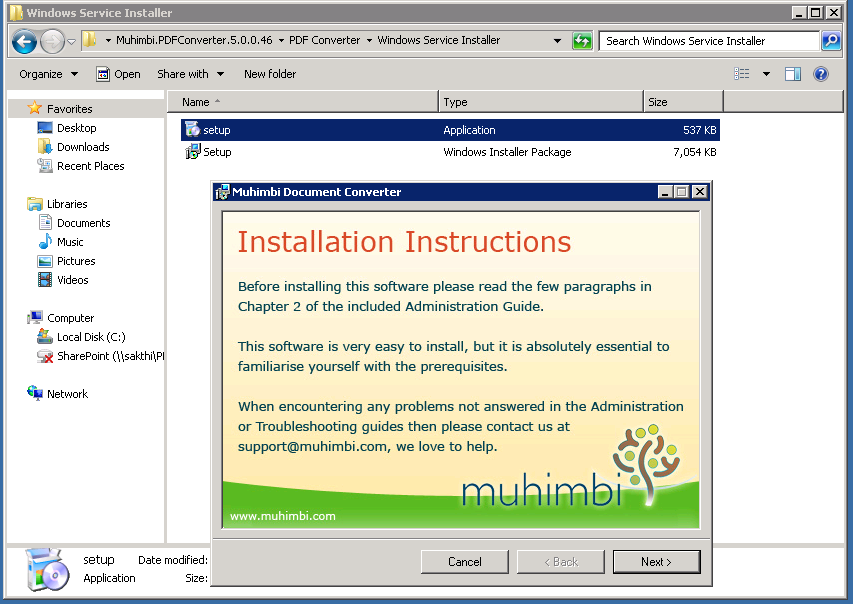 Windows Service Installer
Muhimbi.PDFConverter.5.0.0.46 PDF Converter Windows Service Installer
Search Windows Service Installer
Organize Open Share with New folder
Name Type Size
Favorites
Desktop
Downloads
Recent Places
Libraries
Documents
Music
Pictures
Videos
Computer
Local Disk (C:)
SharePoint (\\sakthi\
Network
setup Application 537 KB
Setup Windows Installer Package 7,054 KB
Muhimbi Document Converter
Installation Instructions
Before installing this software please read the few paragraphs in
Chapter 2 of the included Administration Guide.
This software is very easy to install, but it is absolutely essential to
familiarise yourself with the prerequisites.
When encountering any problems not answered in the Administration
or Troubleshooting guides then please contact us at
support@muhimbi.com, we love to help.
muhimbi
www.muhimbi.com
Cancel < Back Next >
setup Date modified:
Application Size: